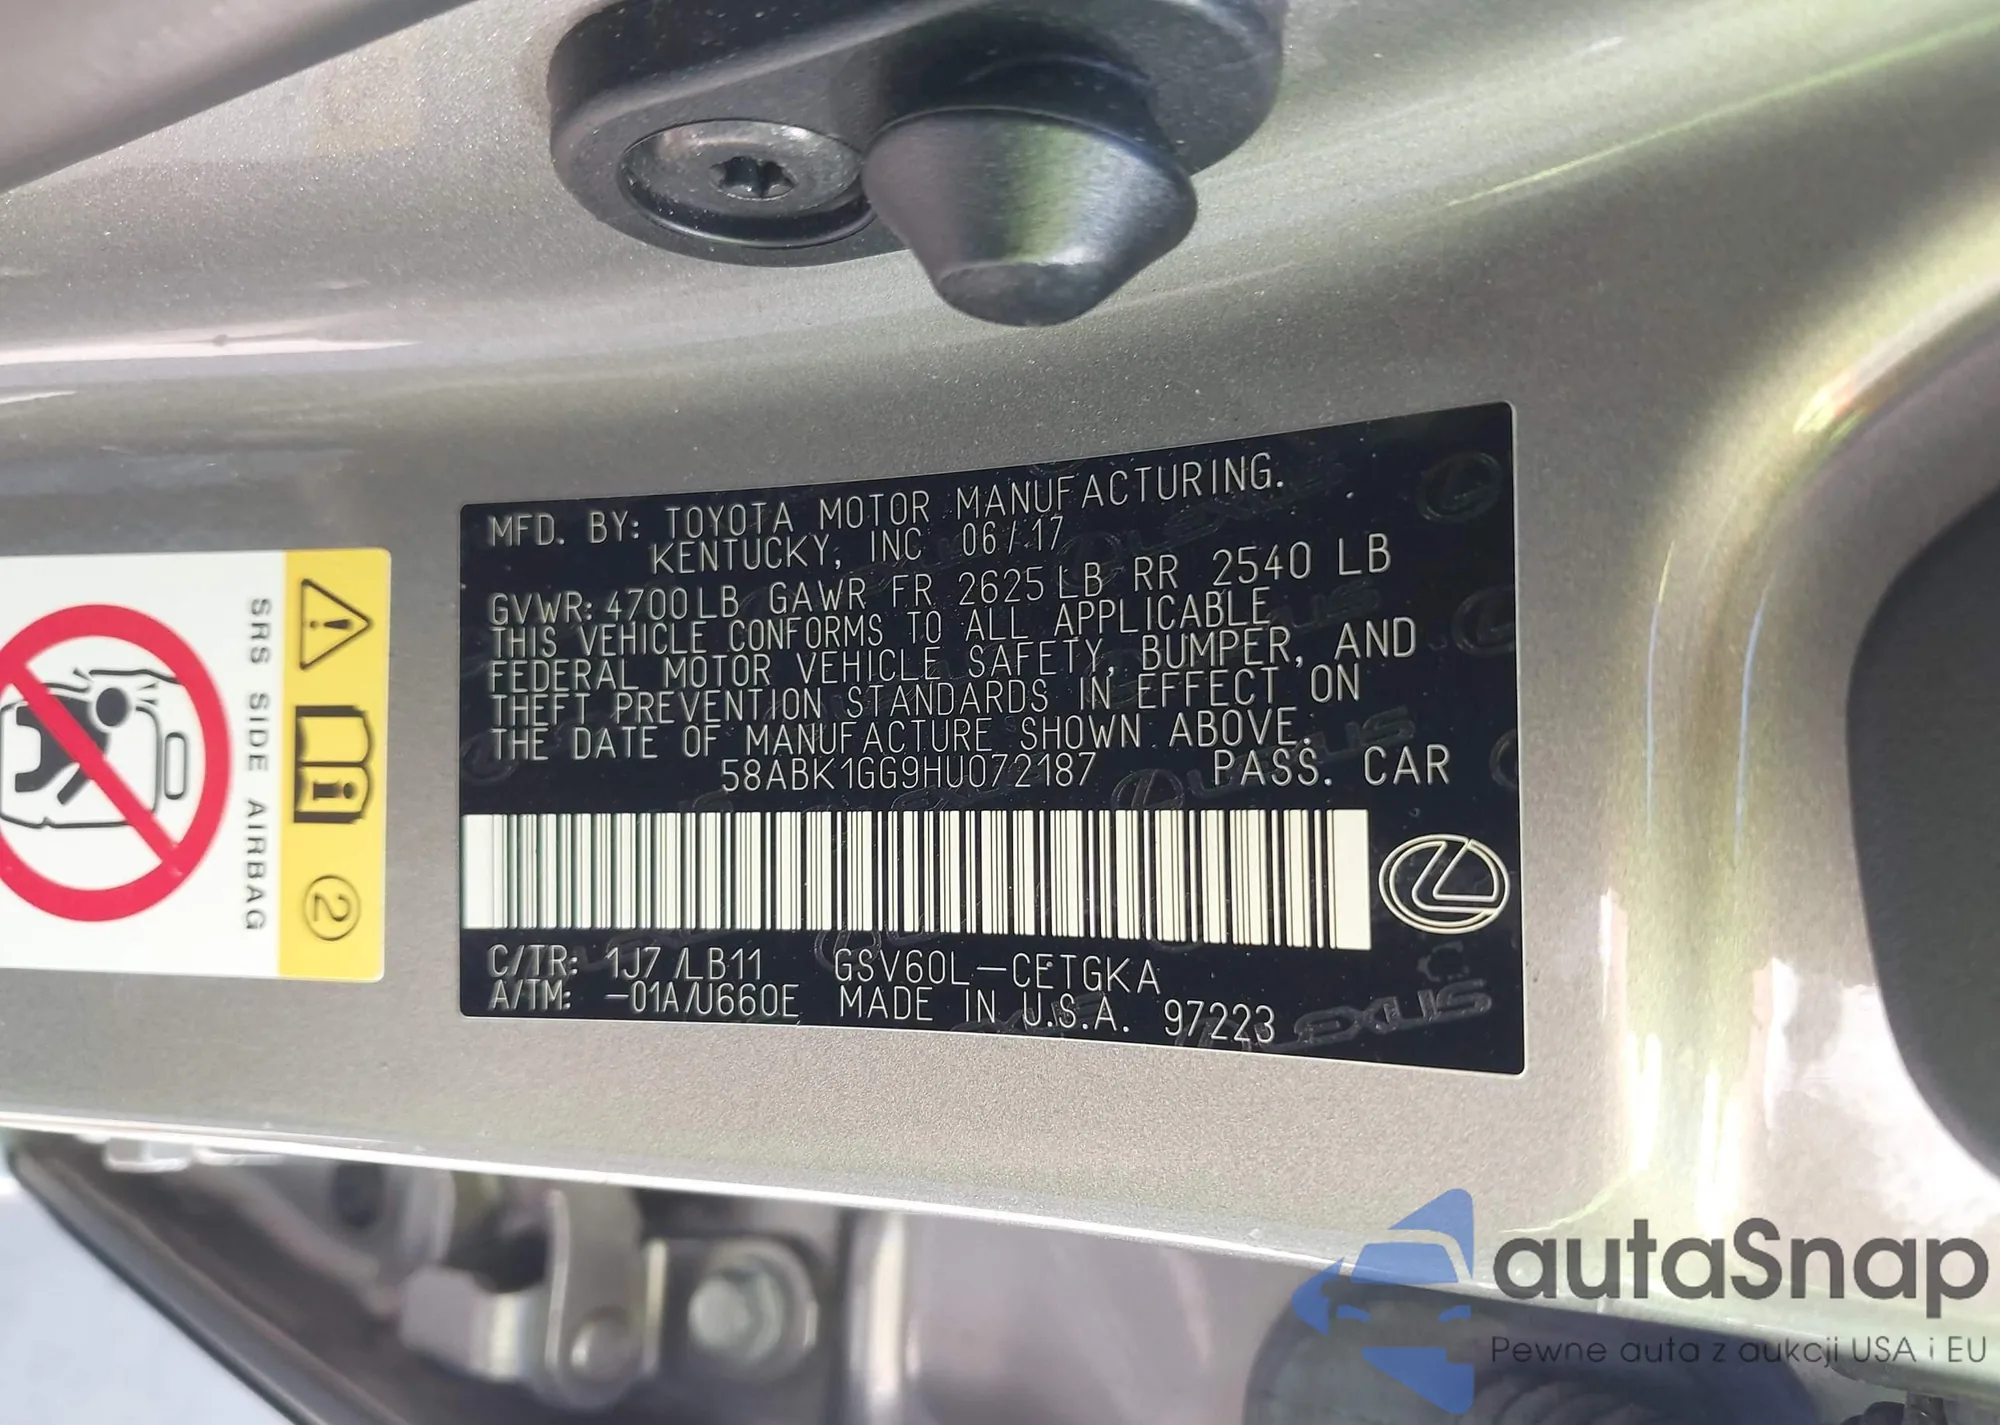 MFD. BY: TOYOTA MOTOR MANUFACTURING.
KENTUCKY, INC 06/17
GVWR: 4700LB GAWR FR 2625LB RR 2540 LB
THIS VEHICLE CONFORMS TO ALL APPLICABLE
FEDERAL MOTOR VEHICLE SAFETY, BUMPER, AND
THEFT PREVENTION STANDARDS IN EFFECT ON
THE DATE OF MANUFACTURE SHOWN ABOVE.
58ABK1GG9HU072187 PASS. CAR
C/TR: 1J7/LB11 GSV60L-CETGKA
A/TM: -01A/U660E MADE IN U.S.A. 97223
LEXUS
SRS SIDE AIRBAG
2
autaSnap
Pewne auta z aukcji USA i EU